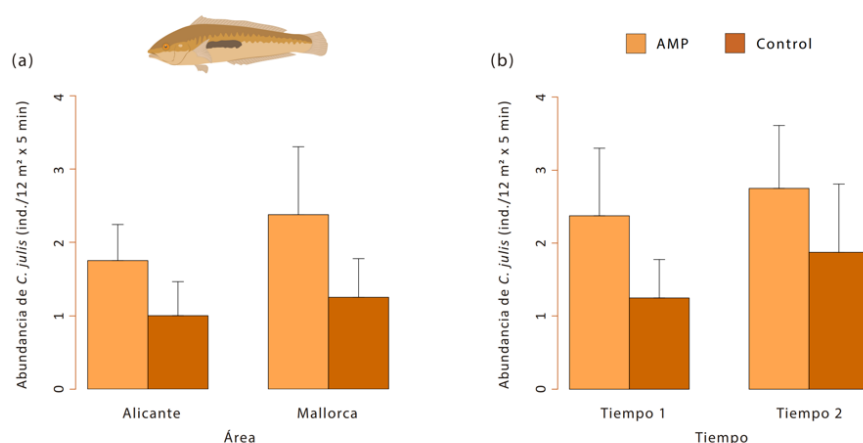 (a)
Abundancia de C. julis (ind./12 m² x 5 min)
4
3
2
1
0
Alicante
Mallorca
Área
(b)
AMP
Control
Abundancia de C. julis (ind./12 m² x 5 min)
4
3
2
1
0
Tiempo 1
Tiempo 2
Tiempo